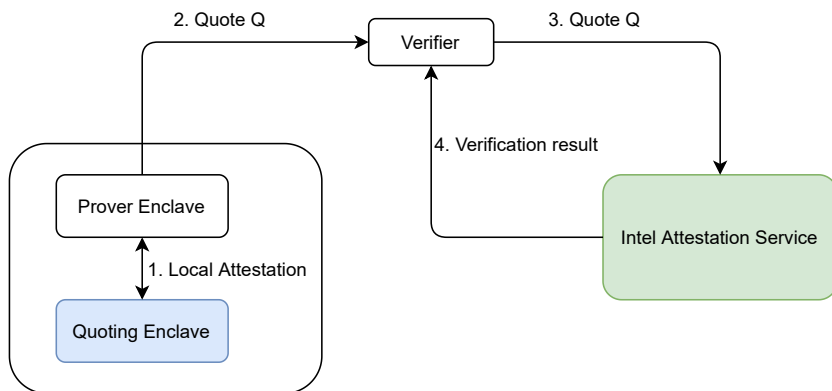 2. Quote Q
3. Quote Q
Verifier
4. Verification result
Prover Enclave
Intel Attestation Service
1. Local Attestation
Quoting Enclave